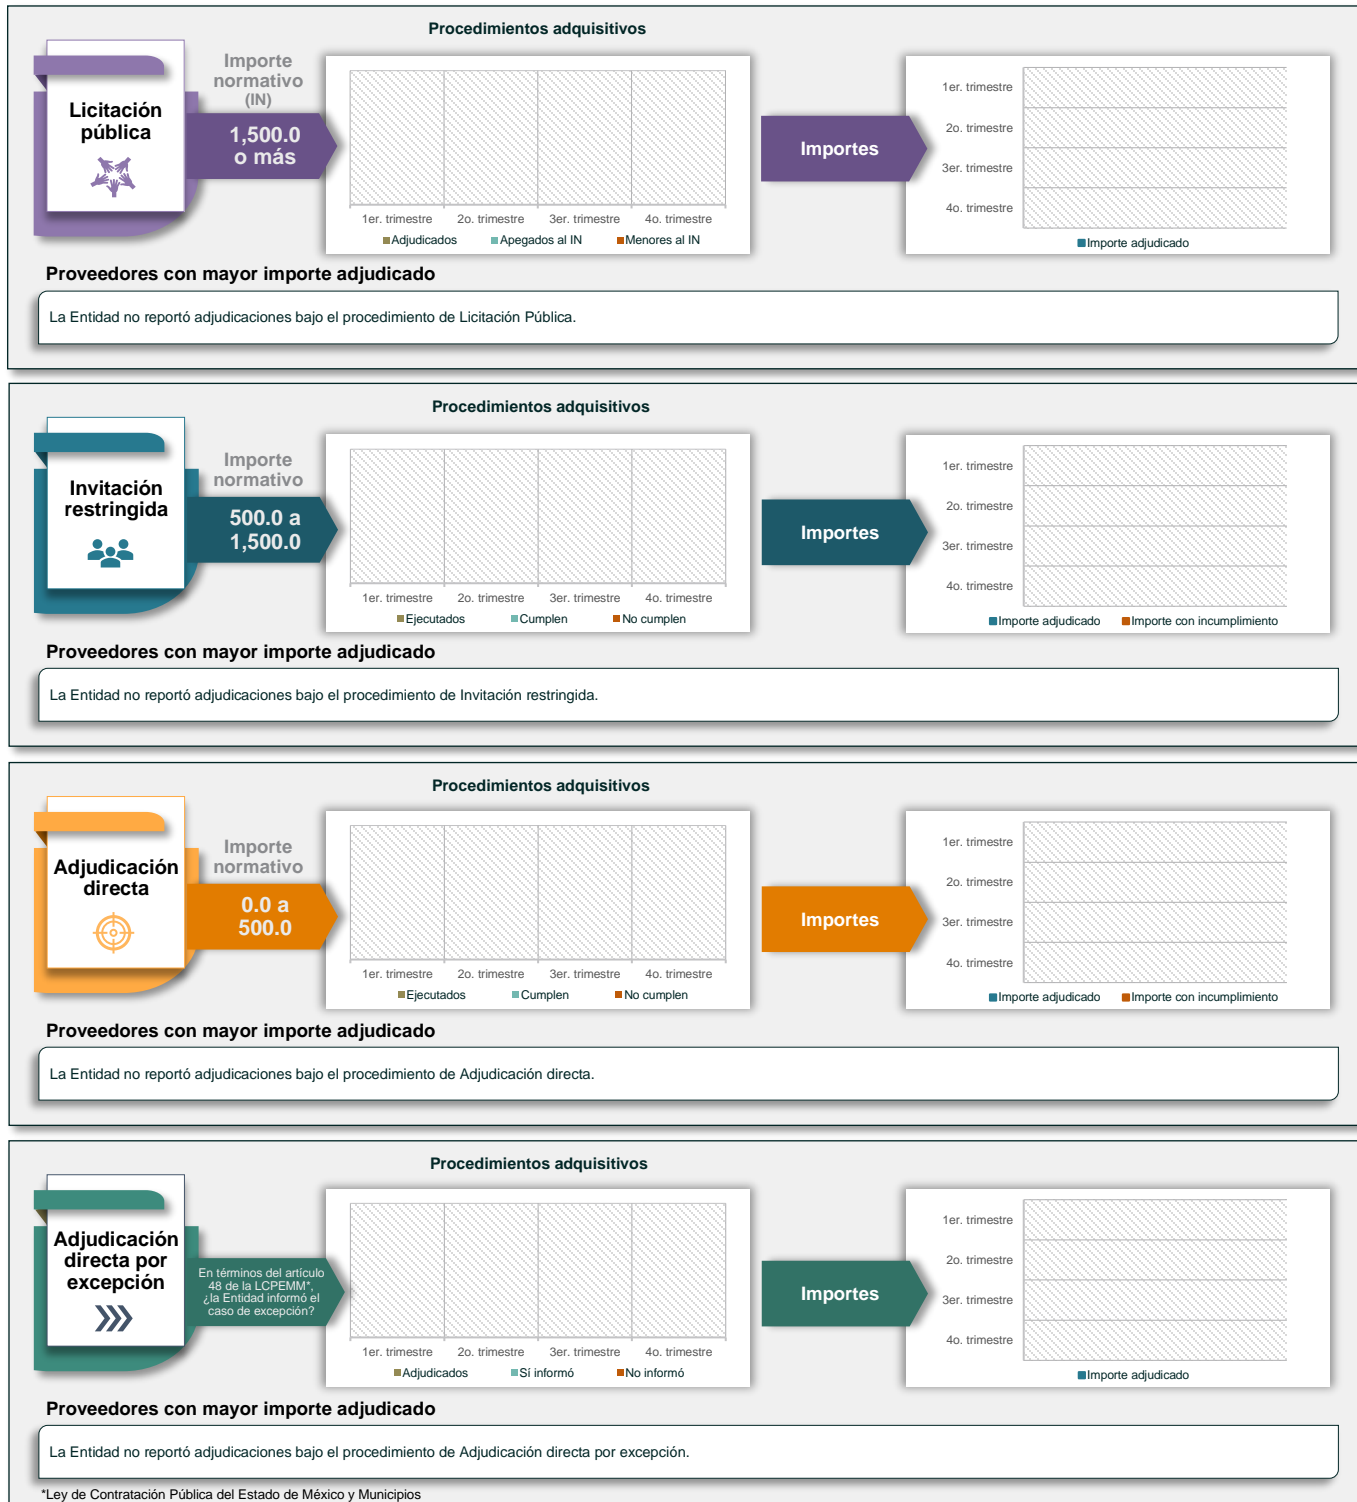 Procedimientos adquisitivos
Licitación
pública
Importe
normativo
(IN)
1,500.0
o más
1er. trimestre 2o. trimestre 3er. trimestre 4o. trimestre
Adjudicados Apegados al IN Menores al IN
Importes
1er. trimestre
2o. trimestre
3er. trimestre
4o. trimestre
Importe adjudicado
Proveedores con mayor importe adjudicado
La Entidad no reportó adjudicaciones bajo el procedimiento de Licitación Pública.
Procedimientos adquisitivos
Invitación
restringida
Importe
normativo
500.0 a
1,500.0
1er. trimestre 2o. trimestre 3er. trimestre 4o. trimestre
Ejecutados Cumplen No cumplen
Importes
1er. trimestre
2o. trimestre
3er. trimestre
4o. trimestre
Importe adjudicado Importe con incumplimiento
Proveedores con mayor importe adjudicado
La Entidad no reportó adjudicaciones bajo el procedimiento de Invitación restringida.
Procedimientos adquisitivos
Adjudicación
directa
Importe
normativo
0.0 a
500.0
1er. trimestre 2o. trimestre 3er. trimestre 4o. trimestre
Ejecutados Cumplen No cumplen
Importes
1er. trimestre
2o. trimestre
3er. trimestre
4o. trimestre
Importe adjudicado Importe con incumplimiento
Proveedores con mayor importe adjudicado
La Entidad no reportó adjudicaciones bajo el procedimiento de Adjudicación directa.
Procedimientos adquisitivos
Adjudicación
directa por
excepción
En términos del artículo
48 de la LCPEMM*,
¿la Entidad informó el
caso de excepción?
1er. trimestre 2o. trimestre 3er. trimestre 4o. trimestre
Adjudicados Sí informó No informó
Importes
1er. trimestre
2o. trimestre
3er. trimestre
4o. trimestre
Importe adjudicado
Proveedores con mayor importe adjudicado
La Entidad no reportó adjudicaciones bajo el procedimiento de Adjudicación directa por excepción.
*Ley de Contratación Pública del Estado de México y Municipios